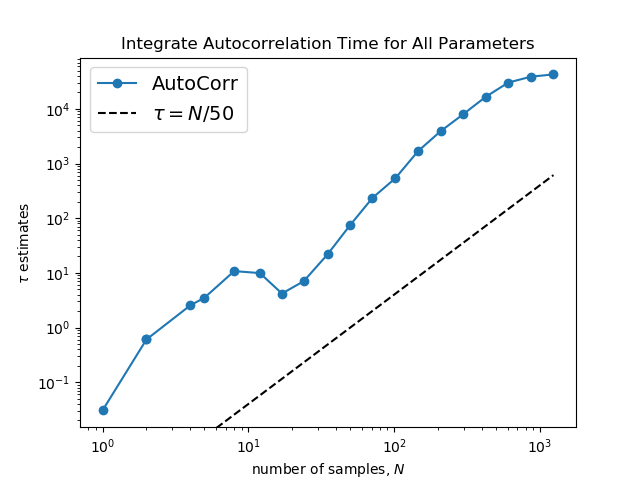 Integrate Autocorrelation Time for All Parameters
AutoCorr
τ = N/50
10⁴
10³
10²
10¹
10⁰
10⁻¹
τ estimates
10⁰ 10¹ 10² 10³
number of samples, N